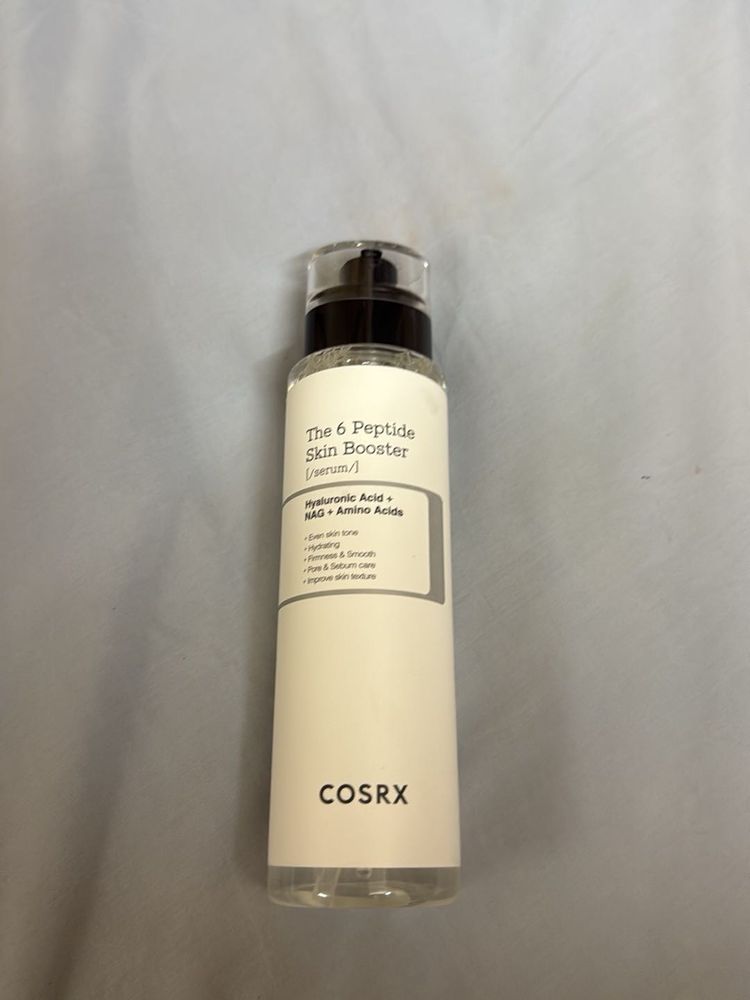 The 6 Peptide
Skin Booster
[/serum/]
Hyaluronic Acid +
NAG + Amino Acids
• Even skin tone
• Hydrating
• Firmness & Smooth
• Pore & Sebum care
• Improve skin texture
COSRX